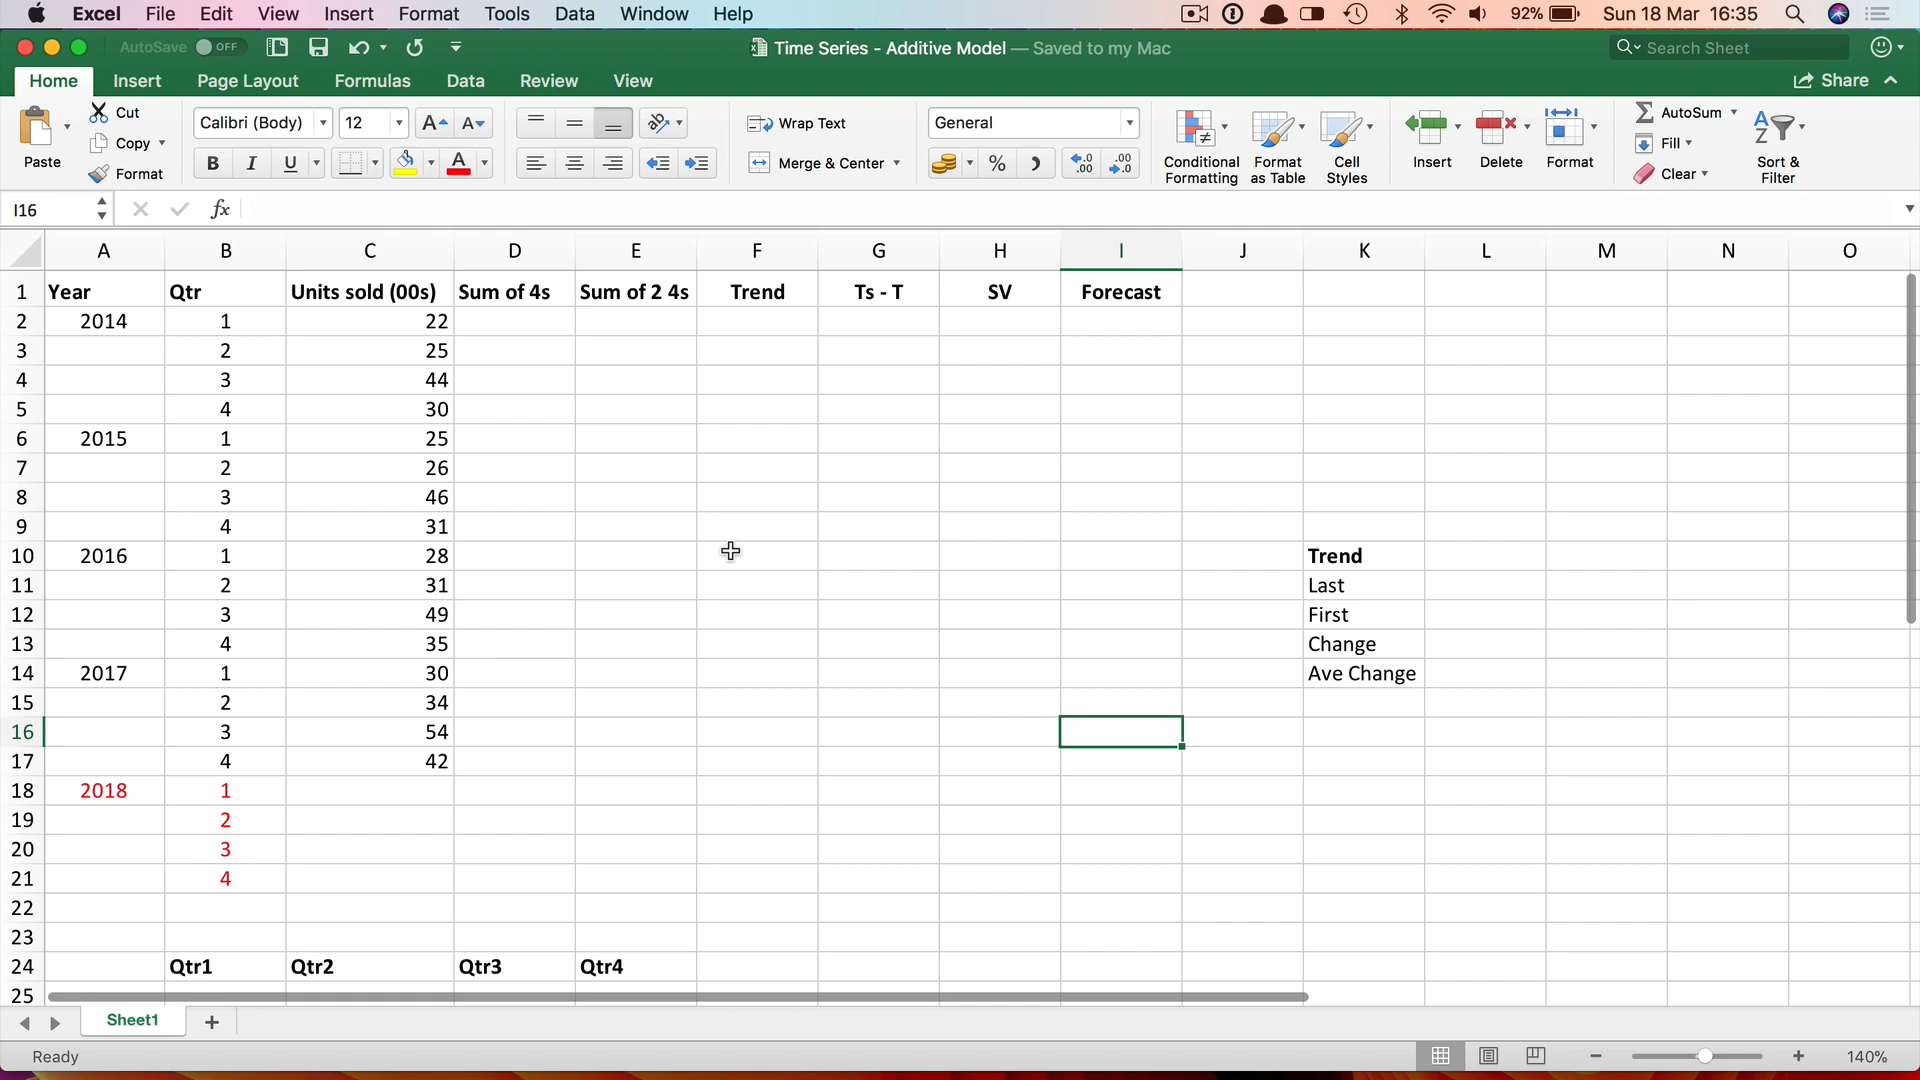 Excel File Edit View Insert Format Tools Data Window Help 92% Sun 18 Mar 16:35
AutoSave OFF Time Series - Additive Model — Saved to my Mac Search Sheet
Home Insert Page Layout Formulas Data Review View Share
Paste Cut Copy Format Calibri (Body) 12 A A B I U A Wrap Text Merge & Center General % Conditional Formatting Format as Table Cell Styles Insert Delete Format AutoSum Fill Clear Sort & Filter
I16 fx
A B C D E F G H I J K L M N O
1 Year Qtr Units sold (00s) Sum of 4s Sum of 2 4s Trend Ts - T SV Forecast
2 2014 1 22
3 2 25
4 3 44
5 4 30
6 2015 1 25
7 2 26
8 3 46
9 4 31
10 2016 1 28 Trend
11 2 31 Last
12 3 49 First
13 4 35 Change
14 2017 1 30 Ave Change
15 2 34
16 3 54
17 4 42
18 2018 1
19 2
20 3
21 4
22
23
24 Qtr1 Qtr2 Qtr3 Qtr4
25
Sheet1 +
Ready 140%